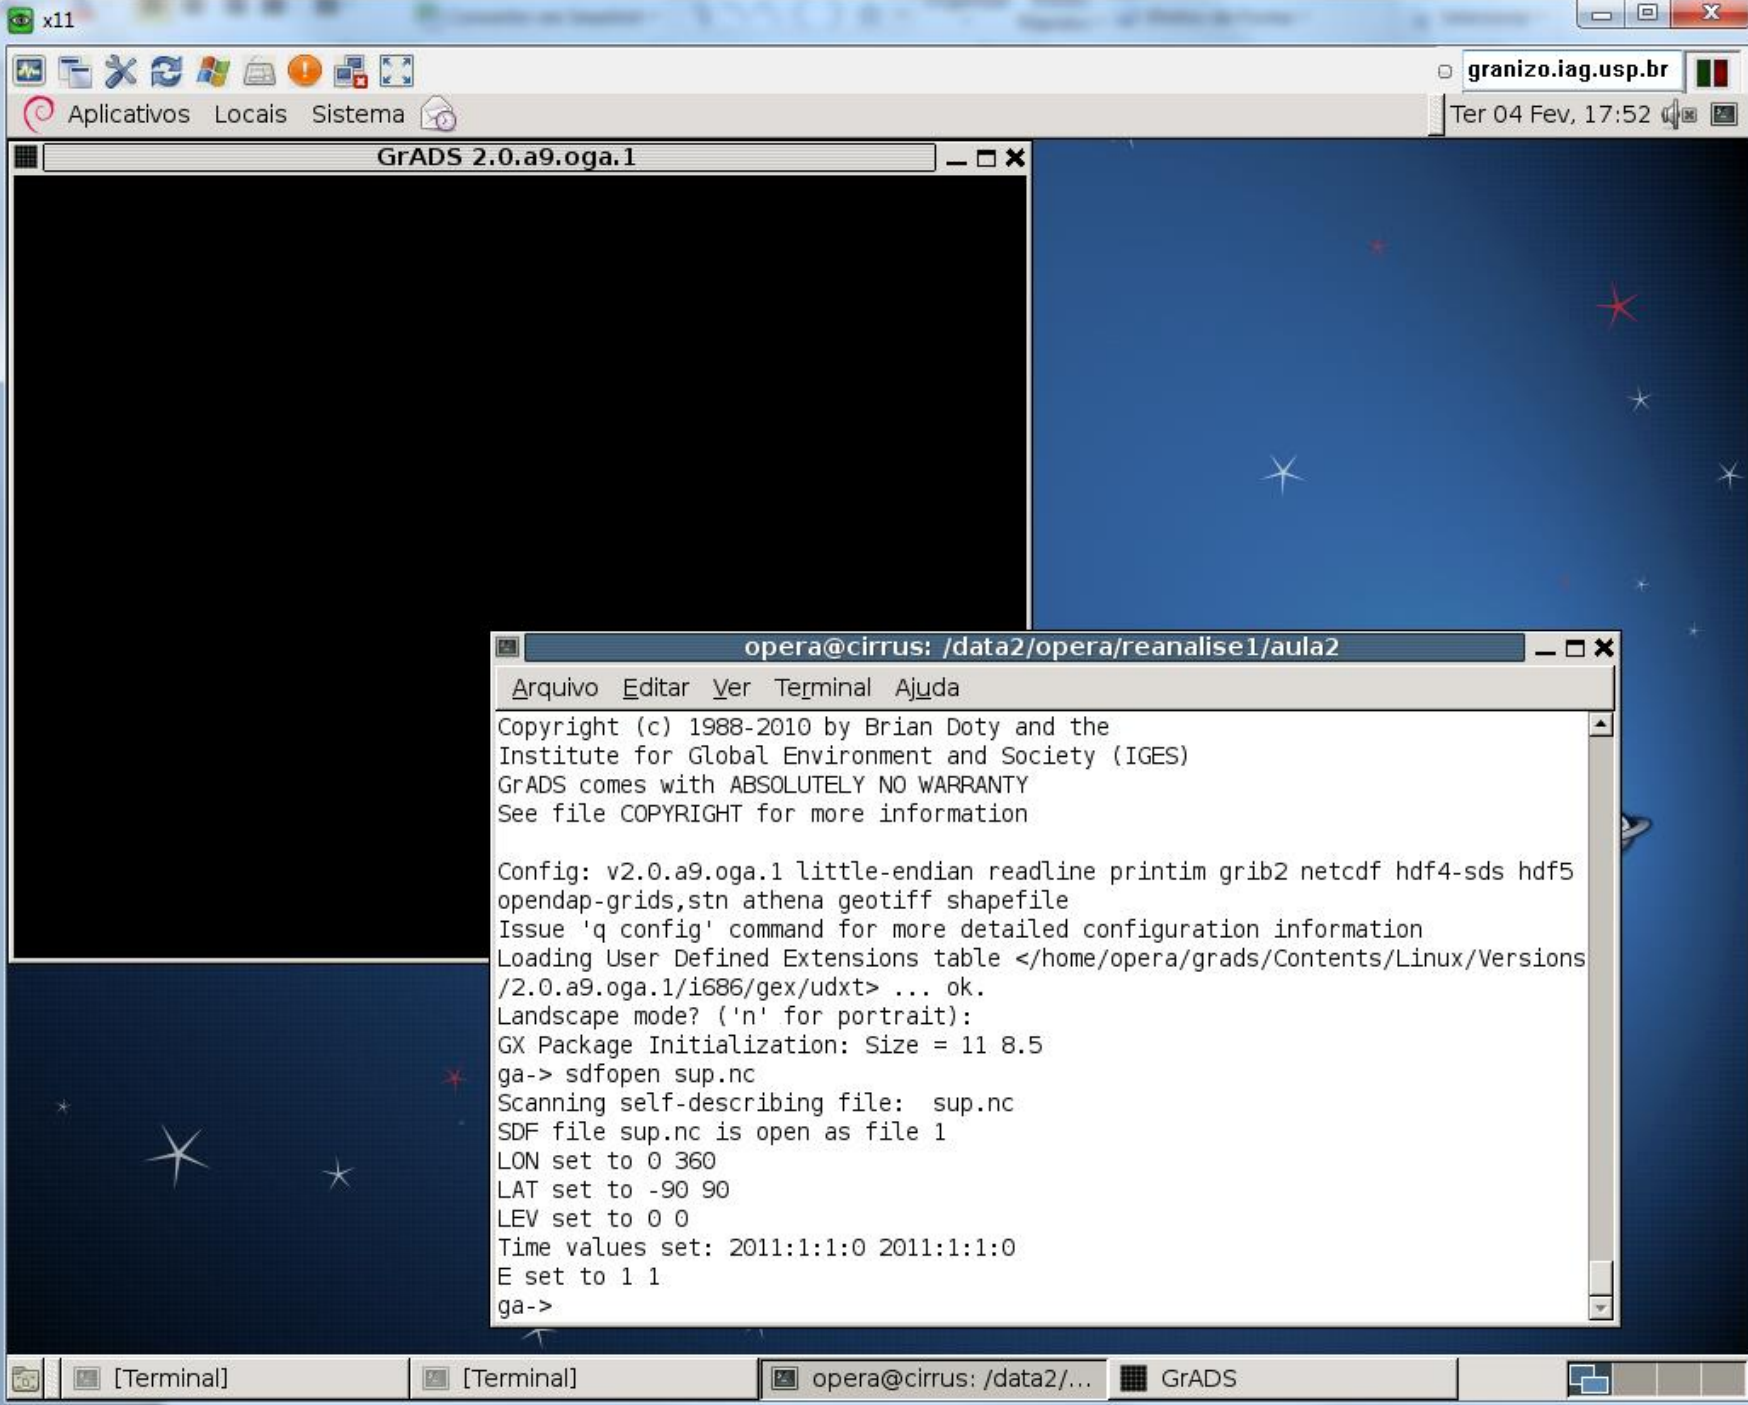 x11
granizo.iag.usp.br
Aplicativos Locais Sistema
Ter 04 Fev, 17:52
GrADS 2.0.a9.oga.1
opera@cirrus: /data2/opera/reanalise1/aula2
Arquivo Editar Ver Terminal Ajuda
Copyright (c) 1988-2010 by Brian Doty and the
Institute for Global Environment and Society (IGES)
GrADS comes with ABSOLUTELY NO WARRANTY
See file COPYRIGHT for more information
Config: v2.0.a9.oga.1 little-endian readline printim grib2 netcdf hdf4-sds hdf5
opendap-grids,stn athena geotiff shapefile
Issue 'q config' command for more detailed configuration information
Loading User Defined Extensions table </home/opera/grads/Contents/Linux/Versions
/2.0.a9.oga.1/i686/gex/udxt> ... ok.
Landscape mode? ('n' for portrait):
GX Package Initialization: Size = 11 8.5
ga-> sdfopen sup.nc
Scanning self-describing file:  sup.nc
SDF file sup.nc is open as file 1
LON set to 0 360
LAT set to -90 90
LEV set to 0 0
Time values set: 2011:1:1:0 2011:1:1:0
E set to 1 1
ga->
[Terminal]
[Terminal]
opera@cirrus: /data2/...
GrADS